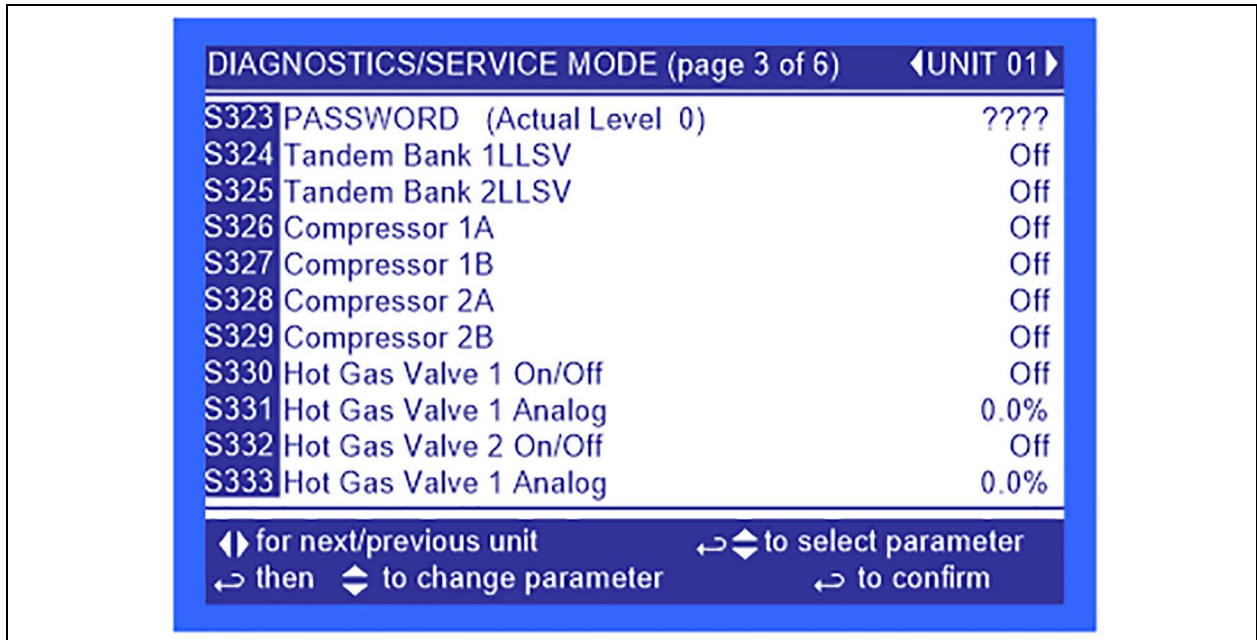 DIAGNOSTICS/SERVICE MODE (page 3 of 6) ◀UNIT 01▶
S323 PASSWORD (Actual Level 0) ????
S324 Tandem Bank 1LLSV Off
S325 Tandem Bank 2LLSV Off
S326 Compressor 1A Off
S327 Compressor 1B Off
S328 Compressor 2A Off
S329 Compressor 2B Off
S330 Hot Gas Valve 1 On/Off Off
S331 Hot Gas Valve 1 Analog 0.0%
S332 Hot Gas Valve 2 On/Off Off
S333 Hot Gas Valve 1 Analog 0.0%
◀▶ for next/previous unit ↵ ▲▼ to select parameter
↵ then ▲▼ to change parameter ↵ to confirm